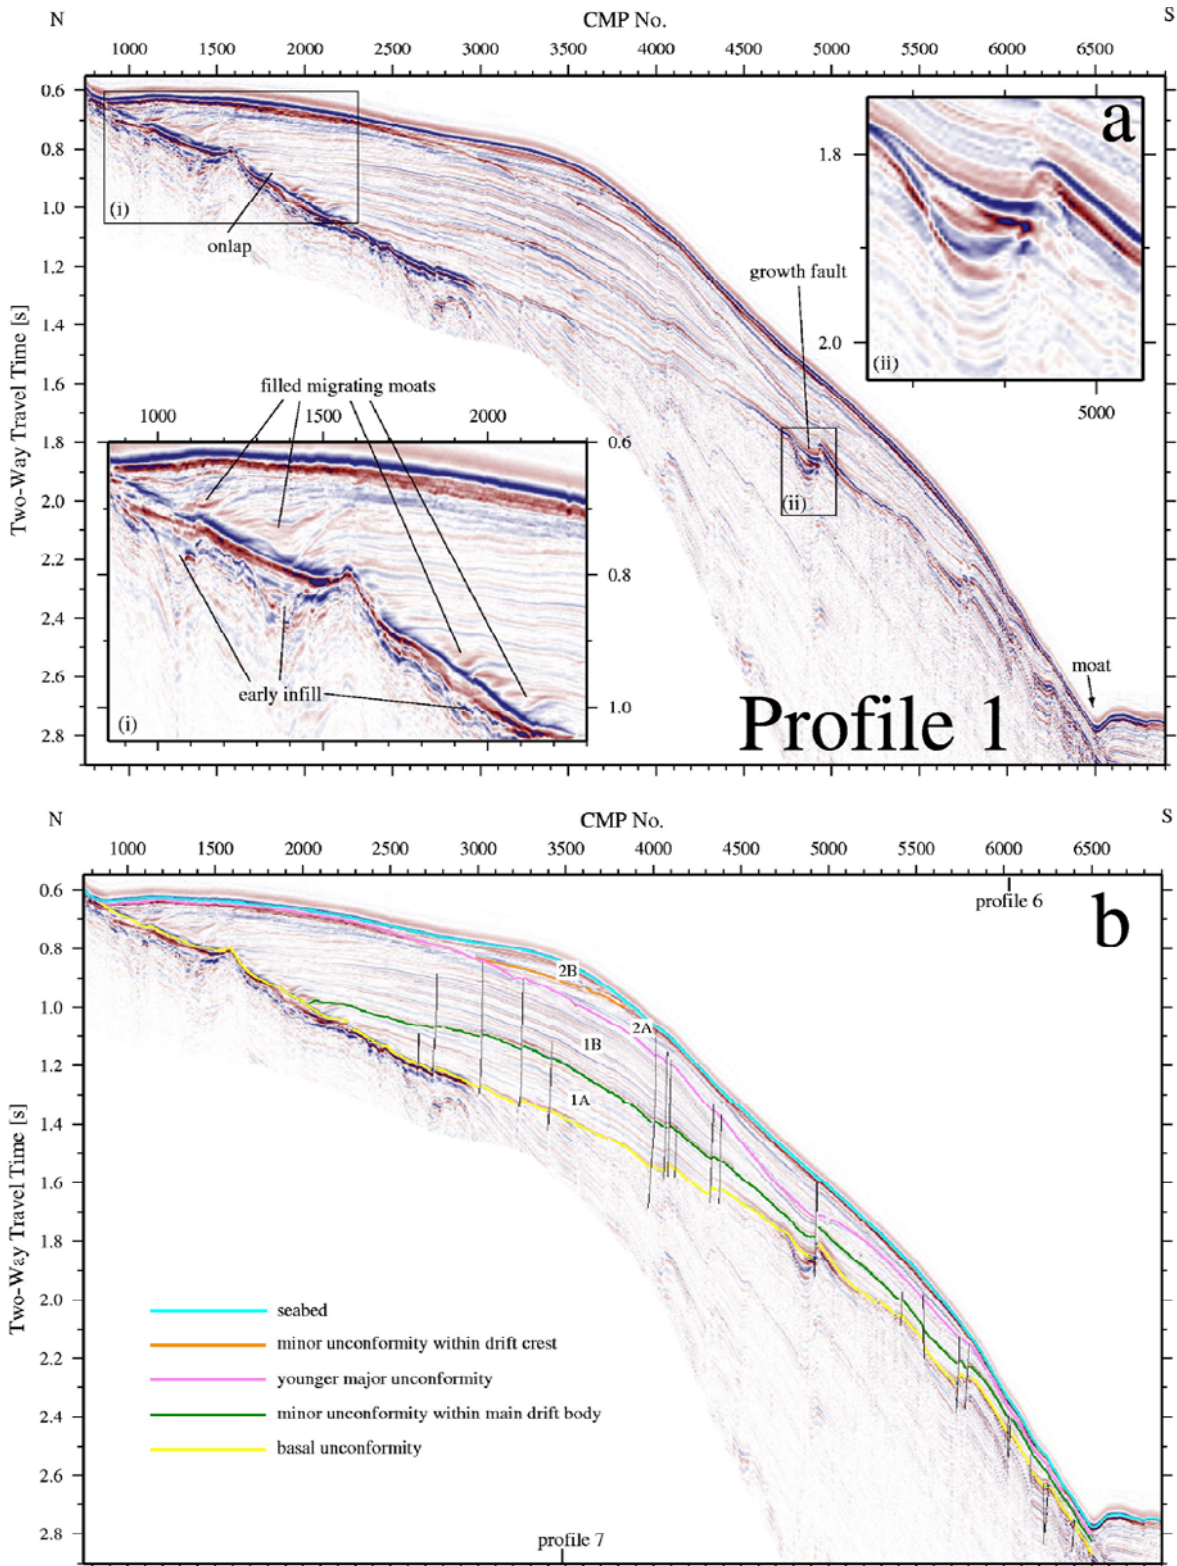 N CMP No. S
1000 1500 2000 2500 3000 3500 4000 4500 5000 5500 6000 6500
0.6
0.8
1.0
1.2
1.4
1.6
1.8
2.0
2.2
2.4
2.6
2.8
Two-Way Travel Time [s]
(i)
onlap
growth fault
(ii)
a
1.8
2.0
(ii)
5000
filled migrating moats
1000 1500 2000
0.6
0.8
1.0
early infill
(i)
moat
Profile 1
N CMP No. S
1000 1500 2000 2500 3000 3500 4000 4500 5000 5500 6000 6500
profile 6
b
0.6
0.8
1.0
1.2
1.4
1.6
1.8
2.0
2.2
2.4
2.6
2.8
Two-Way Travel Time [s]
2B
2A
1B
1A
seabed
minor unconformity within drift crest
younger major unconformity
minor unconformity within main drift body
basal unconformity
profile 7